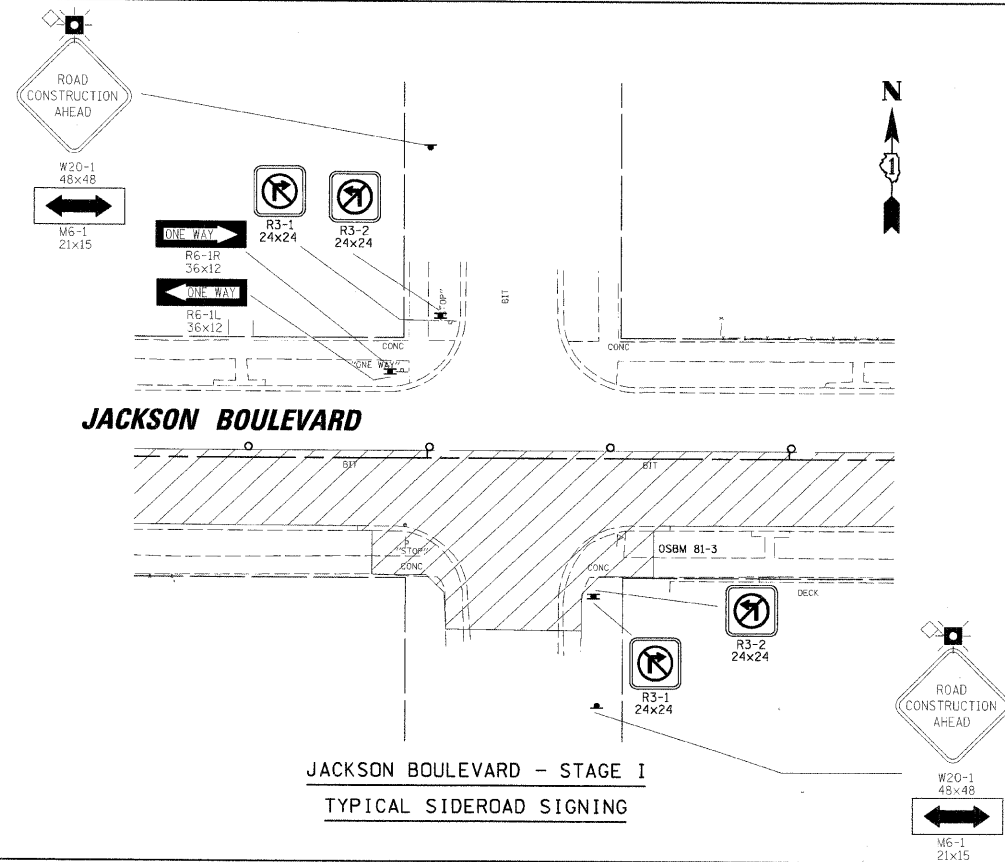 ROAD
CONSTRUCTION
AHEAD
W20-1
48x48
M6-1
21x15
R3-1
24x24
R3-2
24x24
ONE WAY
R6-1R
36x12
ONE WAY
R6-1L
36x12
N
1
BIT
CONC
CONC
"ONE WAY"
JACKSON BOULEVARD
BIT
BIT
"STOP"
CONC
CONC
OSBM 81-3
DECK
R3-2
24x24
R3-1
24x24
ROAD
CONSTRUCTION
AHEAD
W20-1
48x48
M6-1
21x15
JACKSON BOULEVARD - STAGE I
TYPICAL SIDEROAD SIGNING